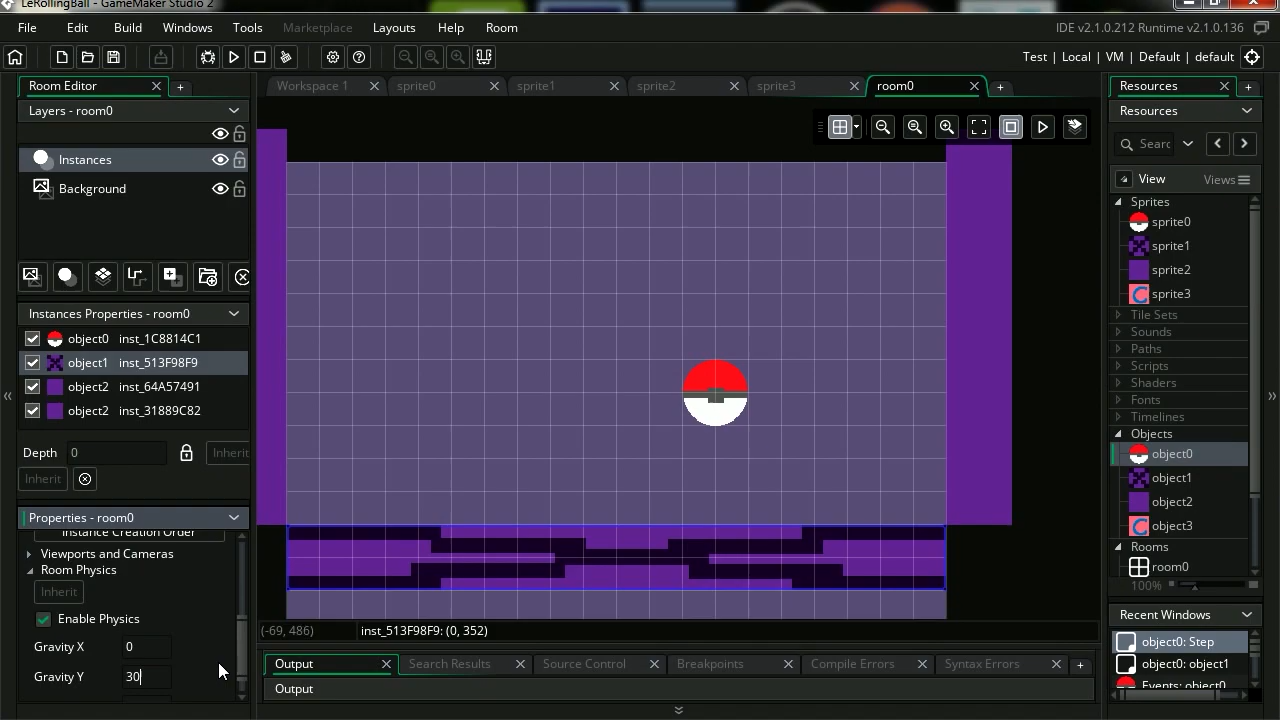 LeRollingBall - GameMaker Studio 2
File Edit Build Windows Tools Marketplace Layouts Help Room
IDE v2.1.0.212 Runtime v2.1.0.136
Test | Local | VM | Default | default
Room Editor
Workspace 1 sprite0 sprite1 sprite2 sprite3 room0
Resources
Layers - room0
Resources
Searc
Instances
Background
View Views
Sprites
sprite0
sprite1
sprite2
sprite3
Tile Sets
Sounds
Paths
Scripts
Shaders
Fonts
Timelines
Objects
object0
object1
object2
object3
Rooms
room0
100%
Instances Properties - room0
object0 inst_1C8814C1
object1 inst_513F98F9
object2 inst_64A57491
object2 inst_31889C82
Depth 0 Inherit
Inherit
Properties - room0
Instance Creation Order
Viewports and Cameras
Room Physics
Inherit
Enable Physics
Gravity X 0
Gravity Y 30
(-69, 486) inst_513F98F9: (0, 352)
Output Search Results Source Control Breakpoints Compile Errors Syntax Errors
Output
Recent Windows
object0: Step
object0: object1
Events: object0